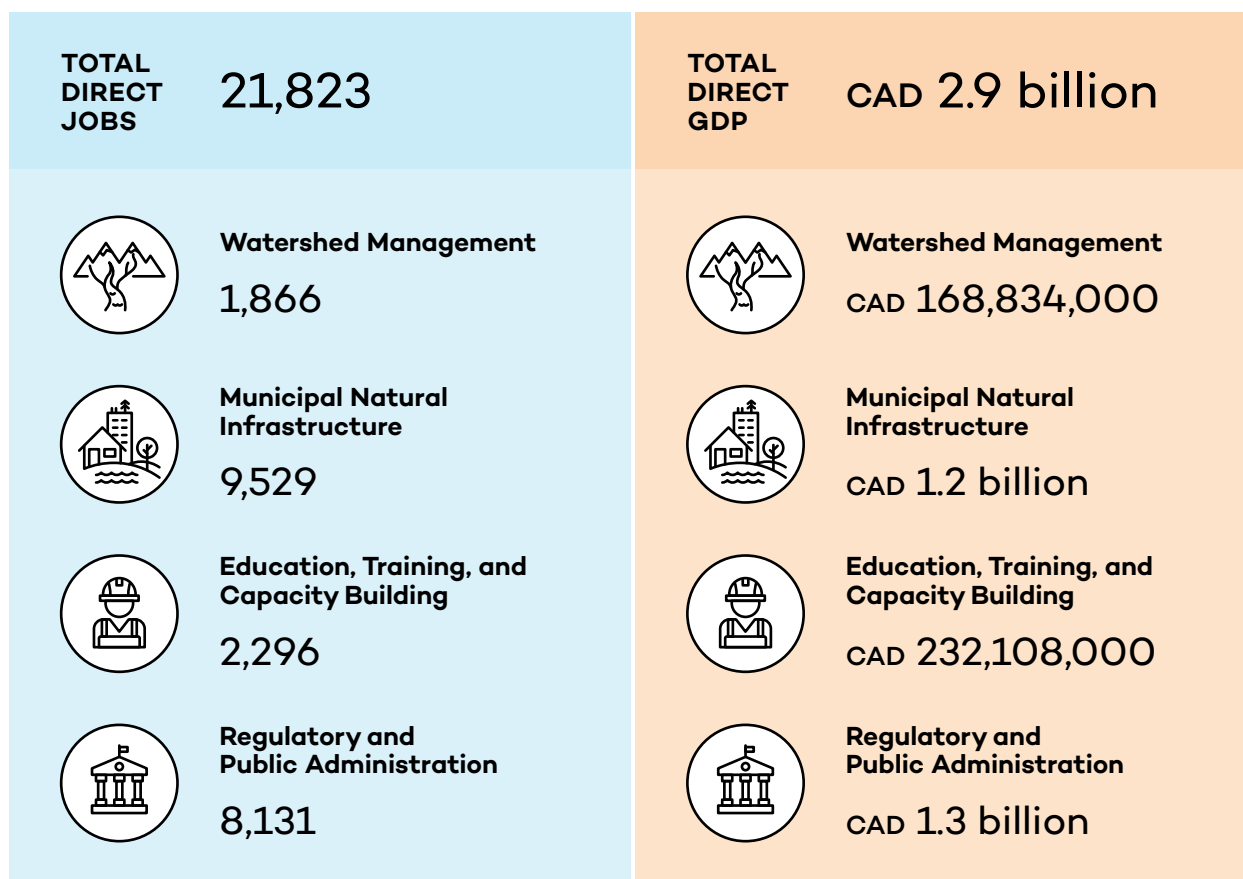 TOTAL
DIRECT
JOBS
21,823
Watershed Management
1,866
Municipal Natural
Infrastructure
9,529
Education, Training, and
Capacity Building
2,296
Regulatory and
Public Administration
8,131
TOTAL
DIRECT
GDP
CAD 2.9 billion
Watershed Management
CAD 168,834,000
Municipal Natural
Infrastructure
CAD 1.2 billion
Education, Training, and
Capacity Building
CAD 232,108,000
Regulatory and
Public Administration
CAD 1.3 billion